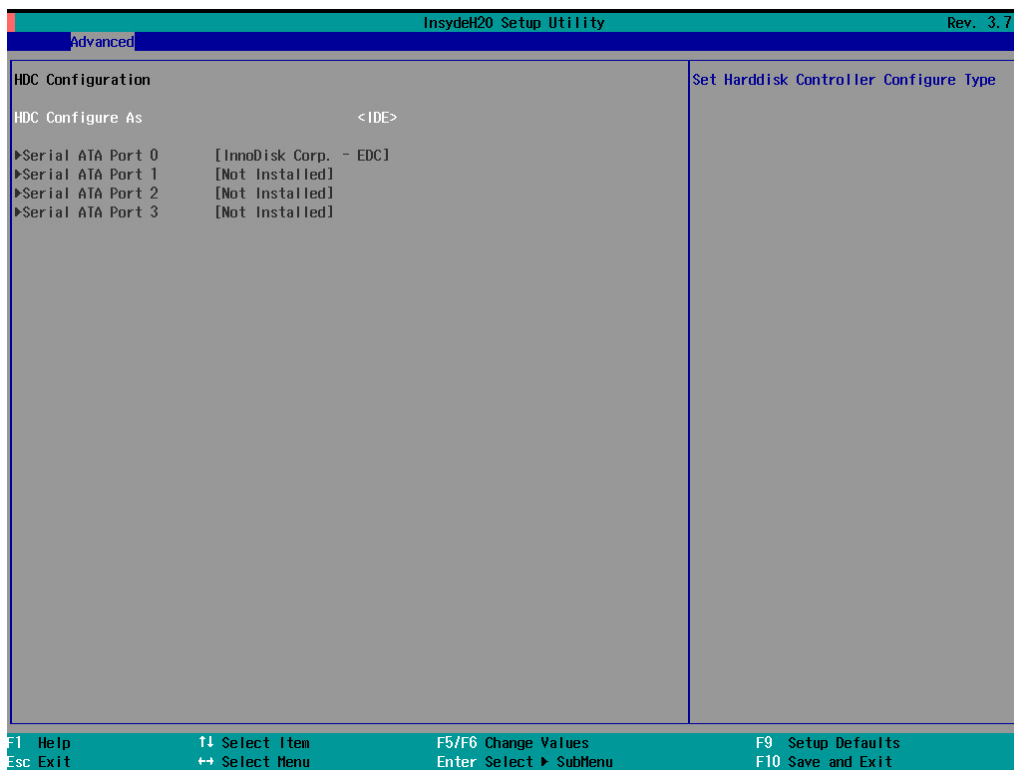 InsydeH2O Setup Utility Rev. 3.7
Advanced
HDC Configuration
Set Harddisk Controller Configure Type
HDC Configure As <IDE>
▶Serial ATA Port 0 [InnoDisk Corp. - EDC]
▶Serial ATA Port 1 [Not Installed]
▶Serial ATA Port 2 [Not Installed]
▶Serial ATA Port 3 [Not Installed]
F1 Help ↑↓ Select Item F5/F6 Change Values F9 Setup Defaults
Esc Exit ↔ Select Menu Enter Select ▶ SubMenu F10 Save and Exit